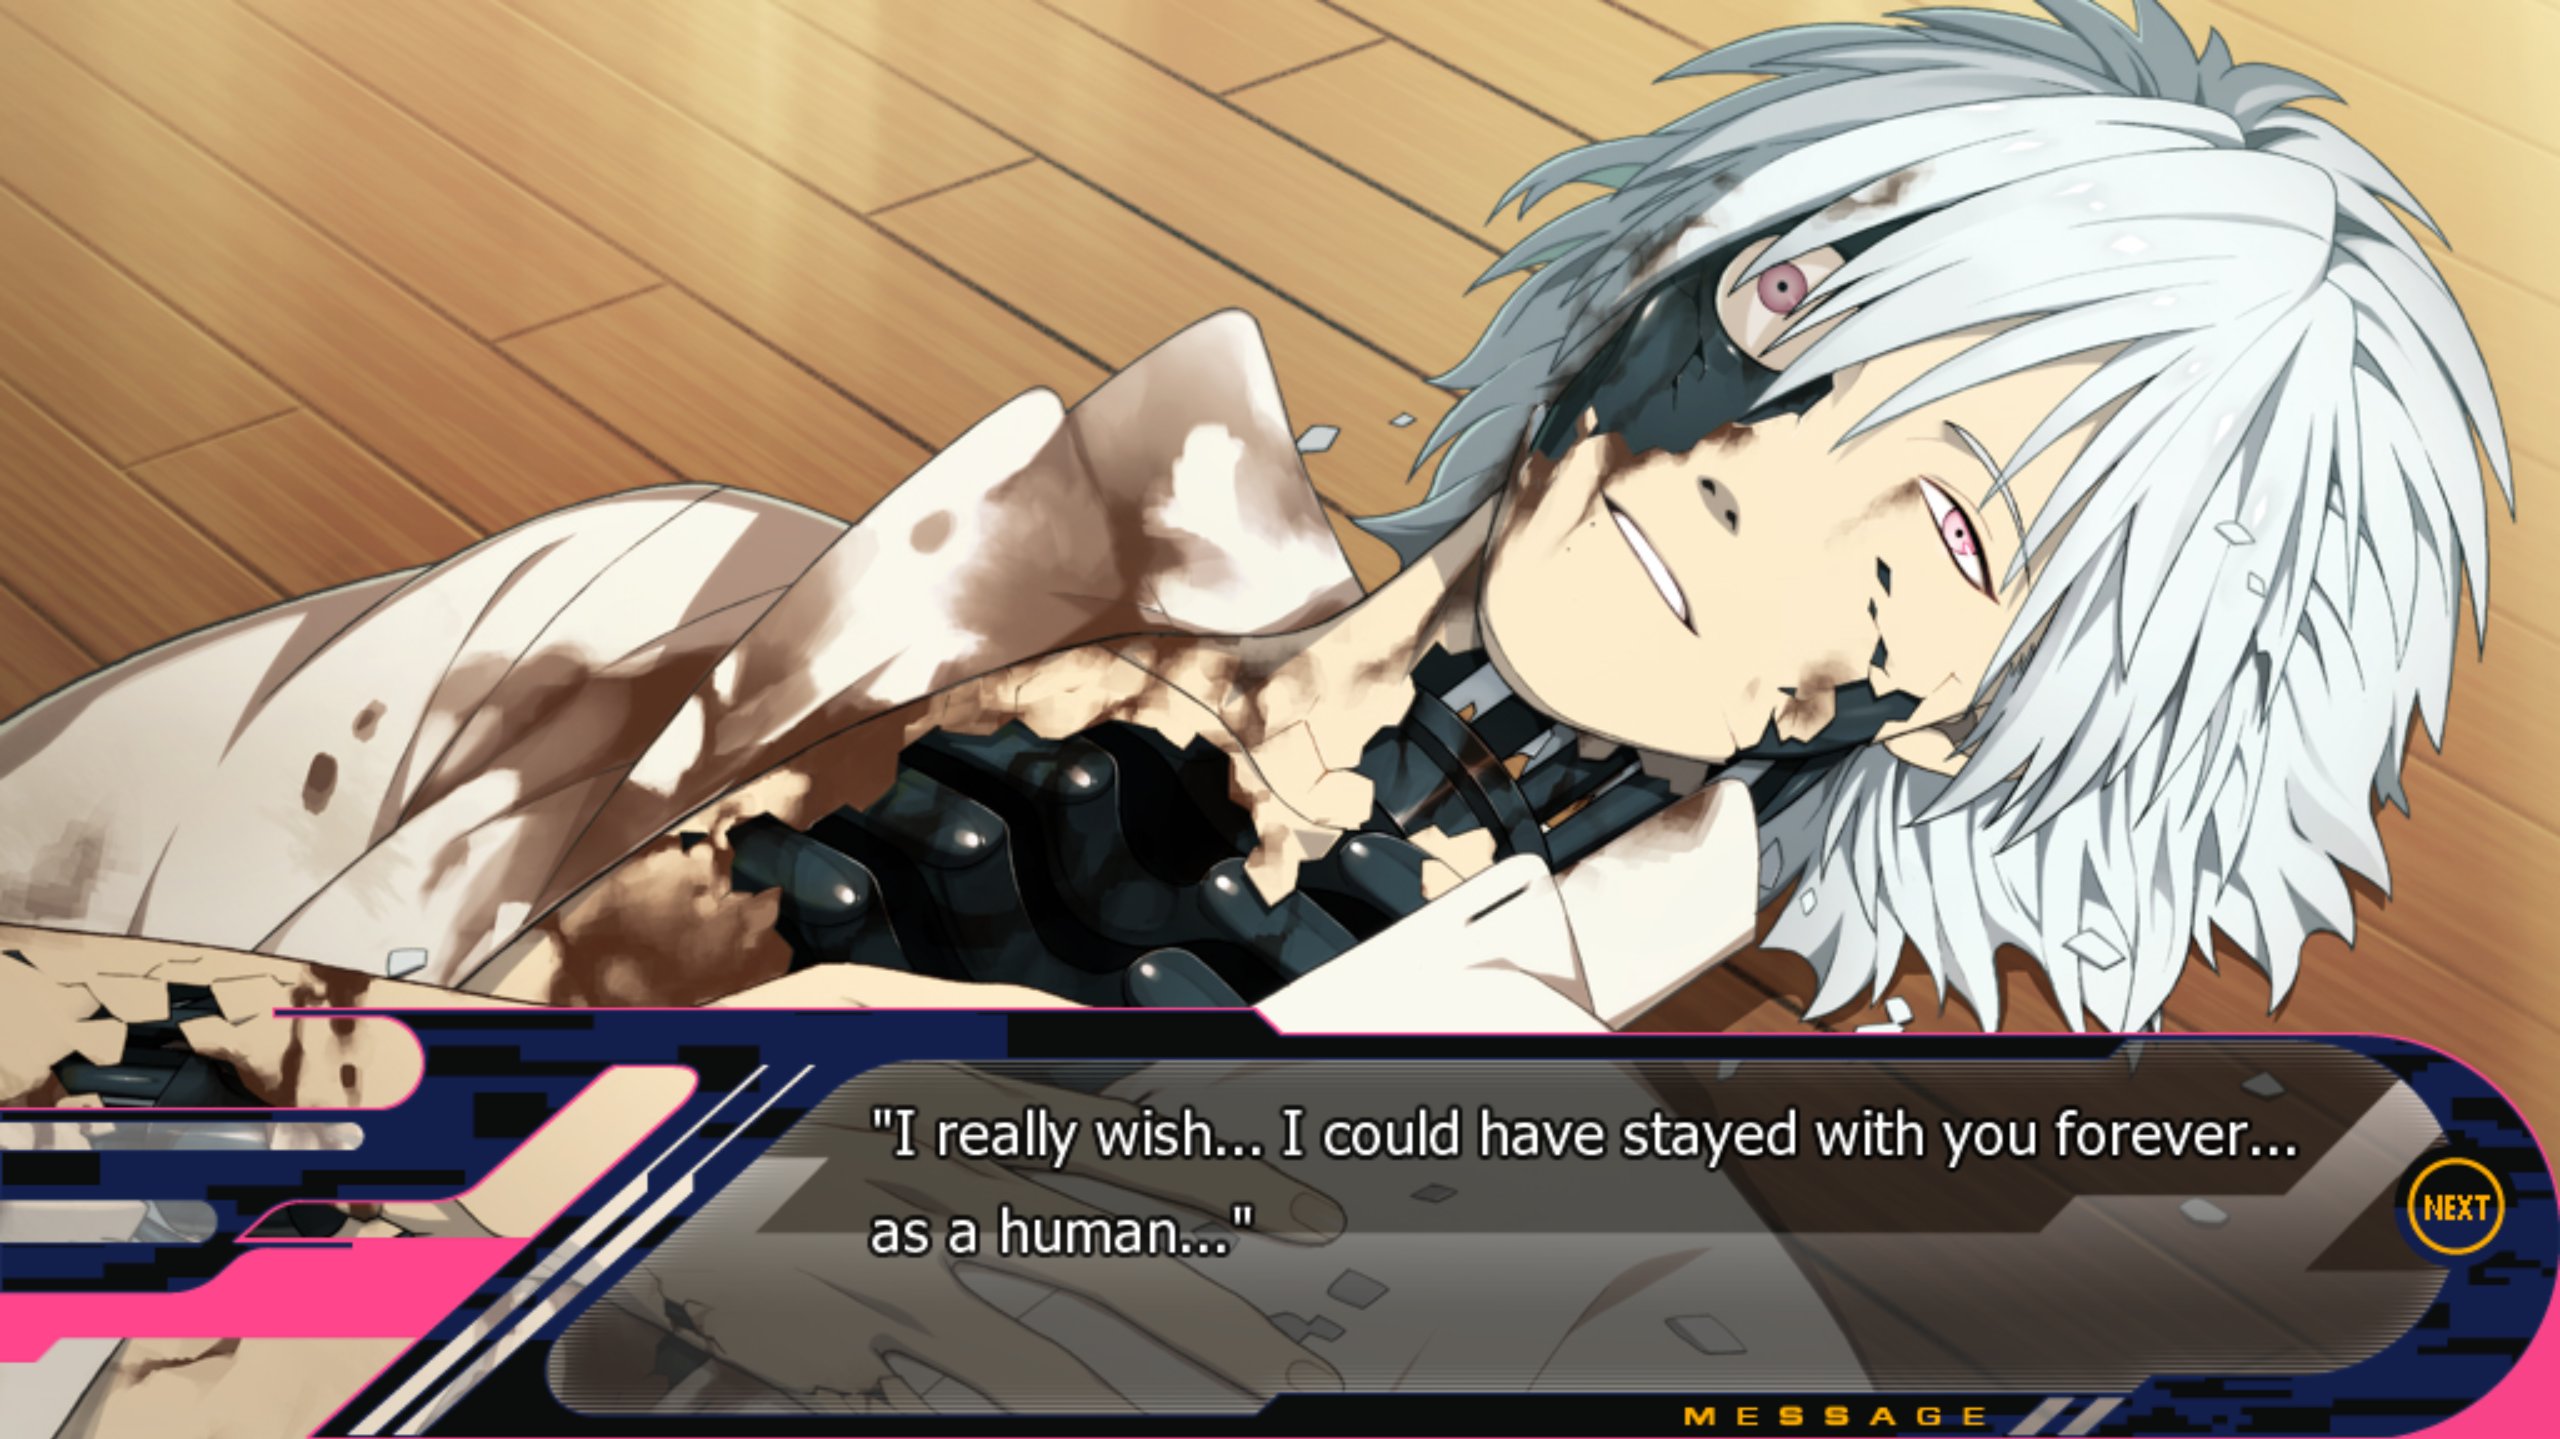 "I really wish... I could have stayed with you forever...
as a human..."
NEXT
MESSAGE